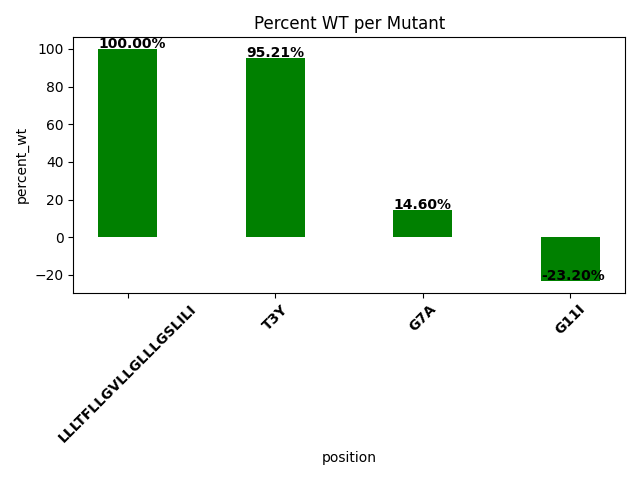 Percent WT per Mutant
percent_wt
100
80
60
40
20
0
−20
100.00%
95.21%
14.60%
-23.20%
LLLTFLLGVLLGLLLGSLILI
T3Y
G7A
G11I
position